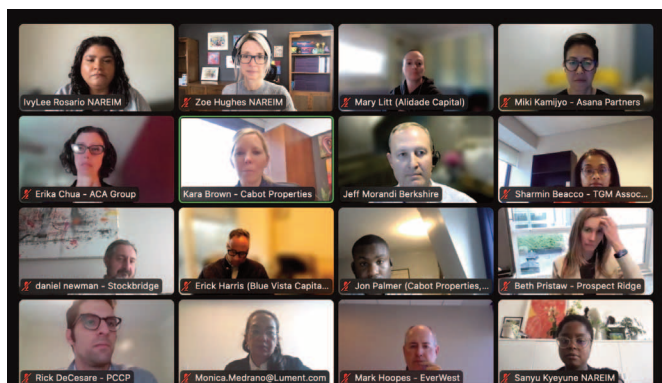 IvyLee Rosario NAREIM
Zoe Hughes NAREIM
Mary Litt (Alidade Capital)
Miki Kamijyo - Asana Partners
Erika Chua - ACA Group
Kara Brown - Cabot Properties
Jeff Morandi Berkshire
Sharmin Beacco - TGM Assoc...
daniel newman - Stockbridge
Erick Harris (Blue Vista Capita...
Jon Palmer (Cabot Properties,...
Beth Pristaw - Prospect Ridge
Rick DeCesare - PCCP
Monica.Medrano@Lument.com
Mark Hoopes - EverWest
Sanyu Kyeyune NAREIM